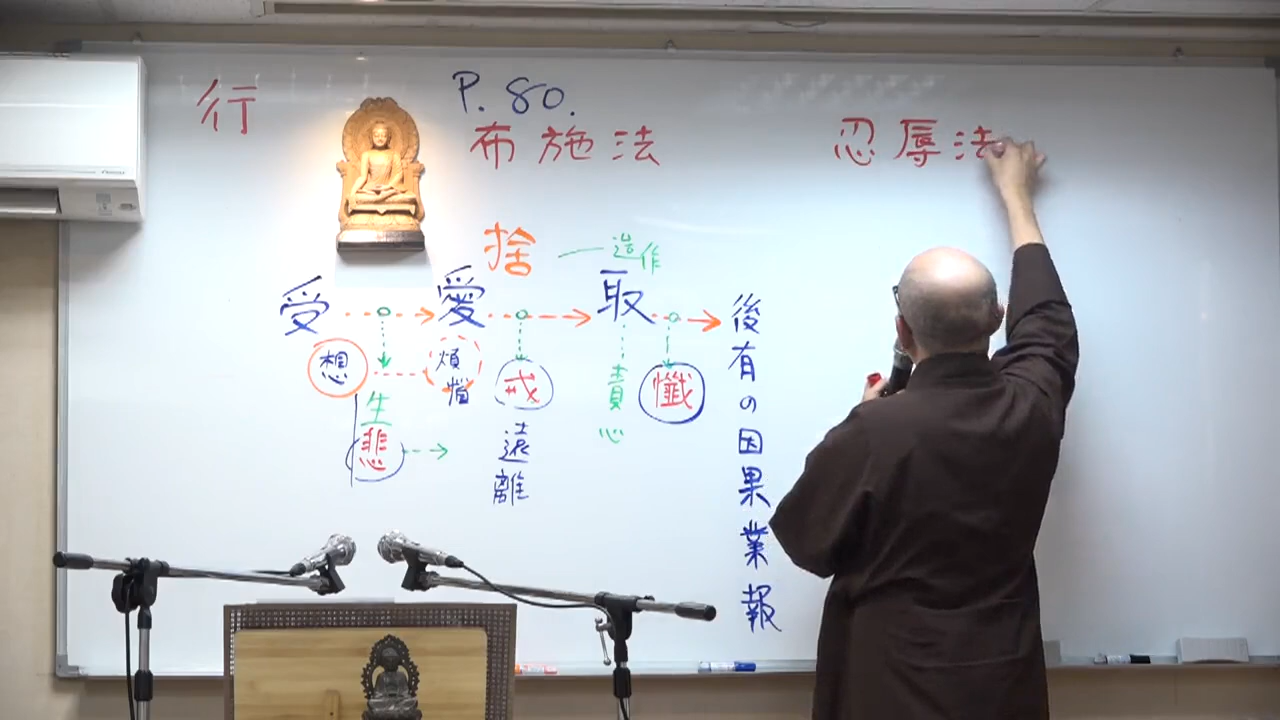 行
P. 80.
布施法
忍辱法
捨
造作
受 愛 取
後有の因果業報
想
煩惱
戒
責心
懺
生
悲
遠離